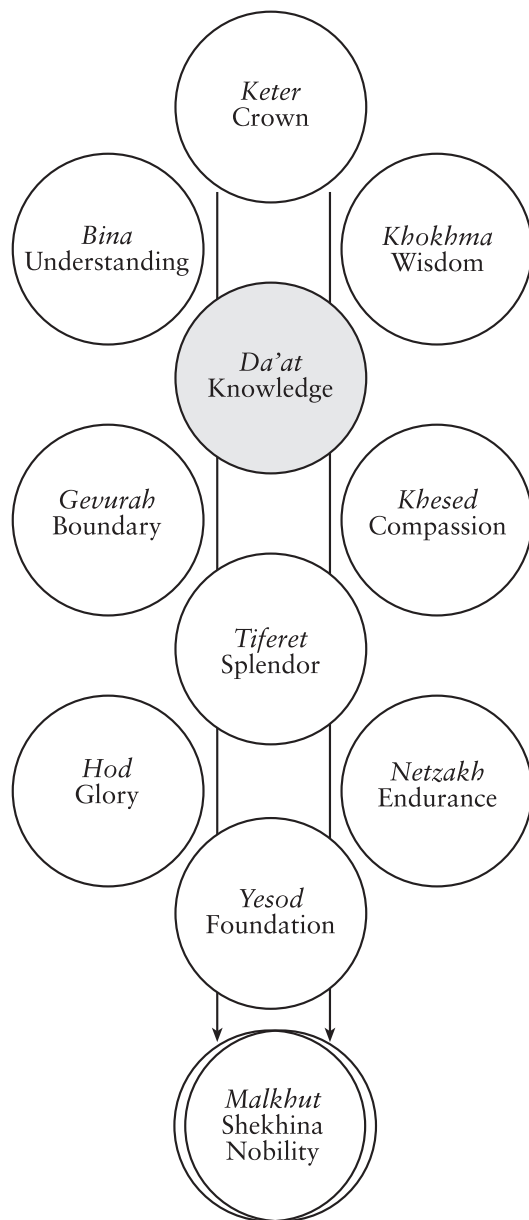 Keter
Crown
Bina
Understanding
Khokhma
Wisdom
Da’at
Knowledge
Gevurah
Boundary
Khesed
Compassion
Tiferet
Splendor
Hod
Glory
Netzakh
Endurance
Yesod
Foundation
Malkhut
Shekhina
Nobility